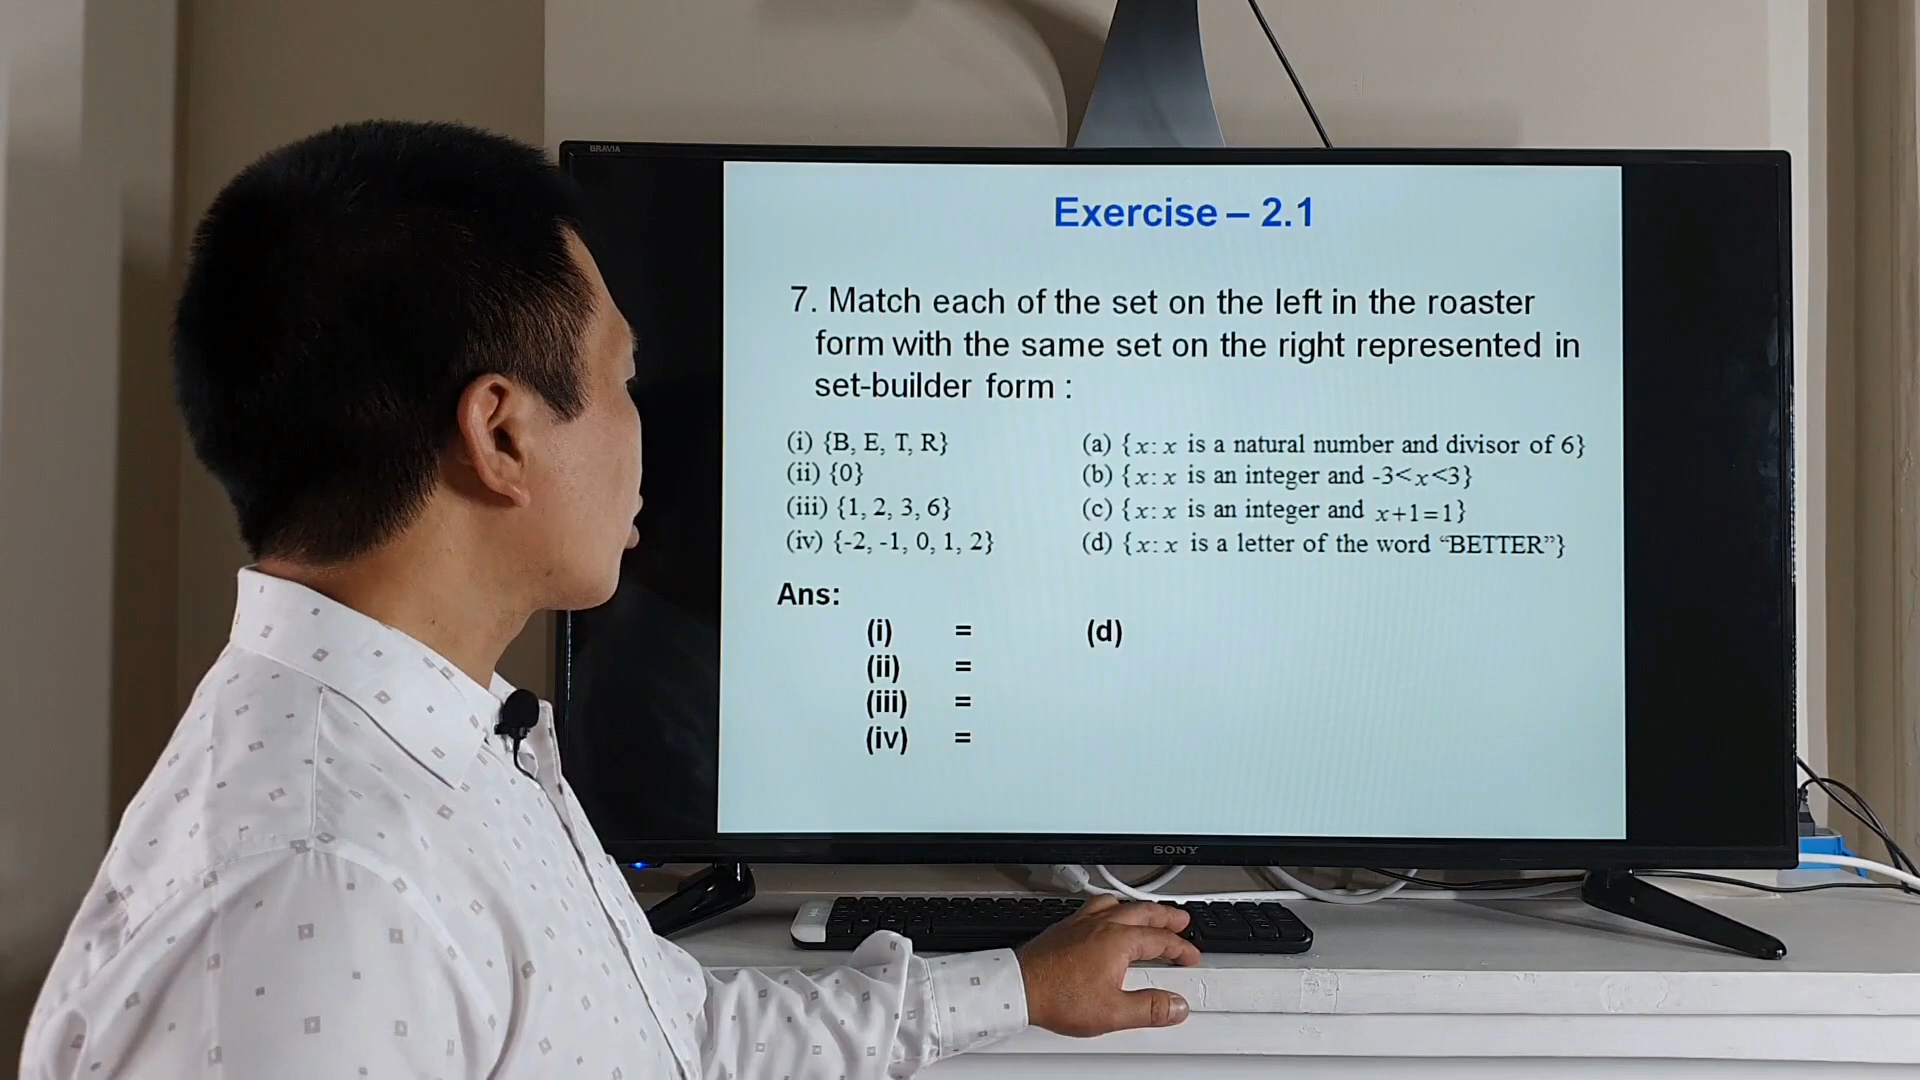 BRAVIA
Exercise – 2.1
7. Match each of the set on the left in the roaster
form with the same set on the right represented in
set-builder form :
(i) {B, E, T, R} (a) {x: x is a natural number and divisor of 6}
(ii) {0} (b) {x: x is an integer and -3<x<3}
(iii) {1, 2, 3, 6} (c) {x: x is an integer and x+1=1}
(iv) {-2, -1, 0, 1, 2} (d) {x: x is a letter of the word “BETTER”}
Ans:
(i) = (d)
(ii) =
(iii) =
(iv) =
SONY